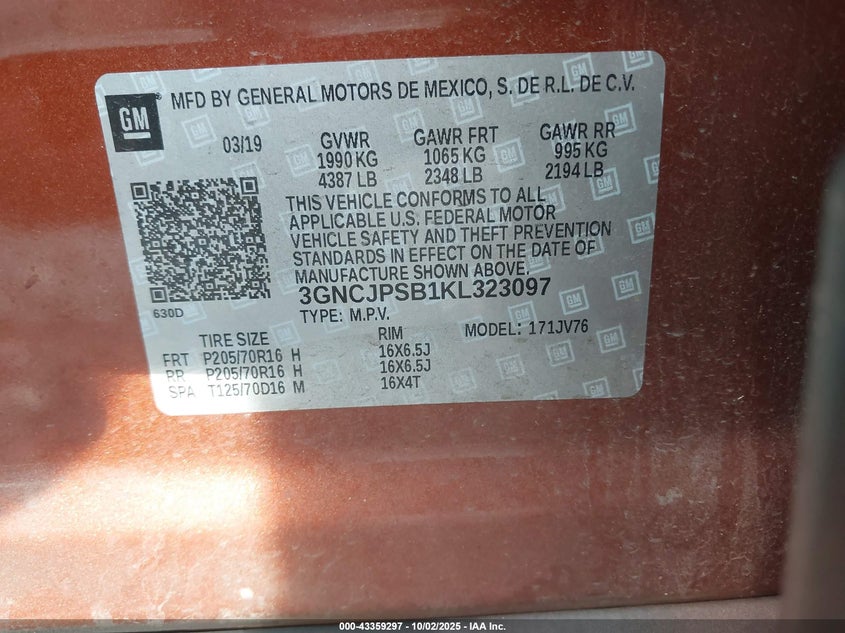 GM
MFD BY GENERAL MOTORS DE MEXICO, S. DE R.L. DE C.V.
03/19 GVWR GAWR FRT GAWR RR
1990 KG 1065 KG 995 KG
4387 LB 2348 LB 2194 LB
THIS VEHICLE CONFORMS TO ALL
APPLICABLE U.S. FEDERAL MOTOR
VEHICLE SAFETY AND THEFT PREVENTION
STANDARDS IN EFFECT ON THE DATE OF
MANUFACTURE SHOWN ABOVE.
3GNCJPSB1KL323097
630D
TYPE: M.P.V. MODEL: 171JV76
TIRE SIZE RIM
FRT P205/70R16 H 16X6.5J
RR P205/70R16 H 16X6.5J
SPA T125/70D16 M 16X4T
000-43359297 - 10/02/2025 - IAA Inc.